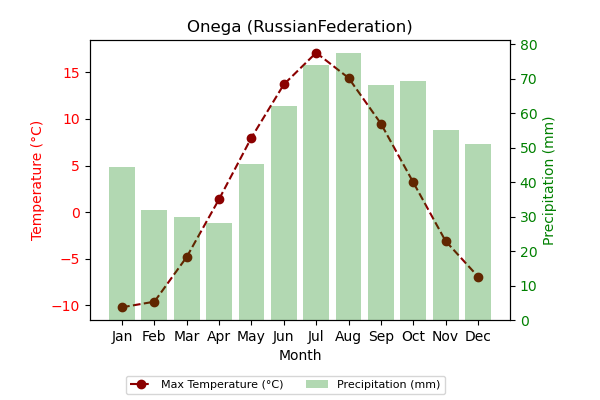 Onega (RussianFederation)
Temperature (°C)
15
10
5
0
−5
−10
80
70
60
50
40
30
20
10
0
Precipitation (mm)
Jan Feb Mar Apr May Jun Jul Aug Sep Oct Nov Dec
Month
Max Temperature (°C) Precipitation (mm)